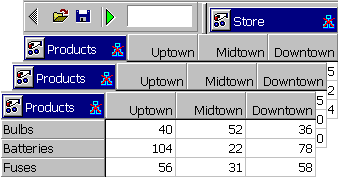 Store
Products Uptown Midtown Downtown
5
Products Uptown Midtown Downtown
2
4
Products Uptown Midtown Downtown
5
0
Bulbs 40 52 36
0
Batteries 104 22 78
Fuses 56 31 58